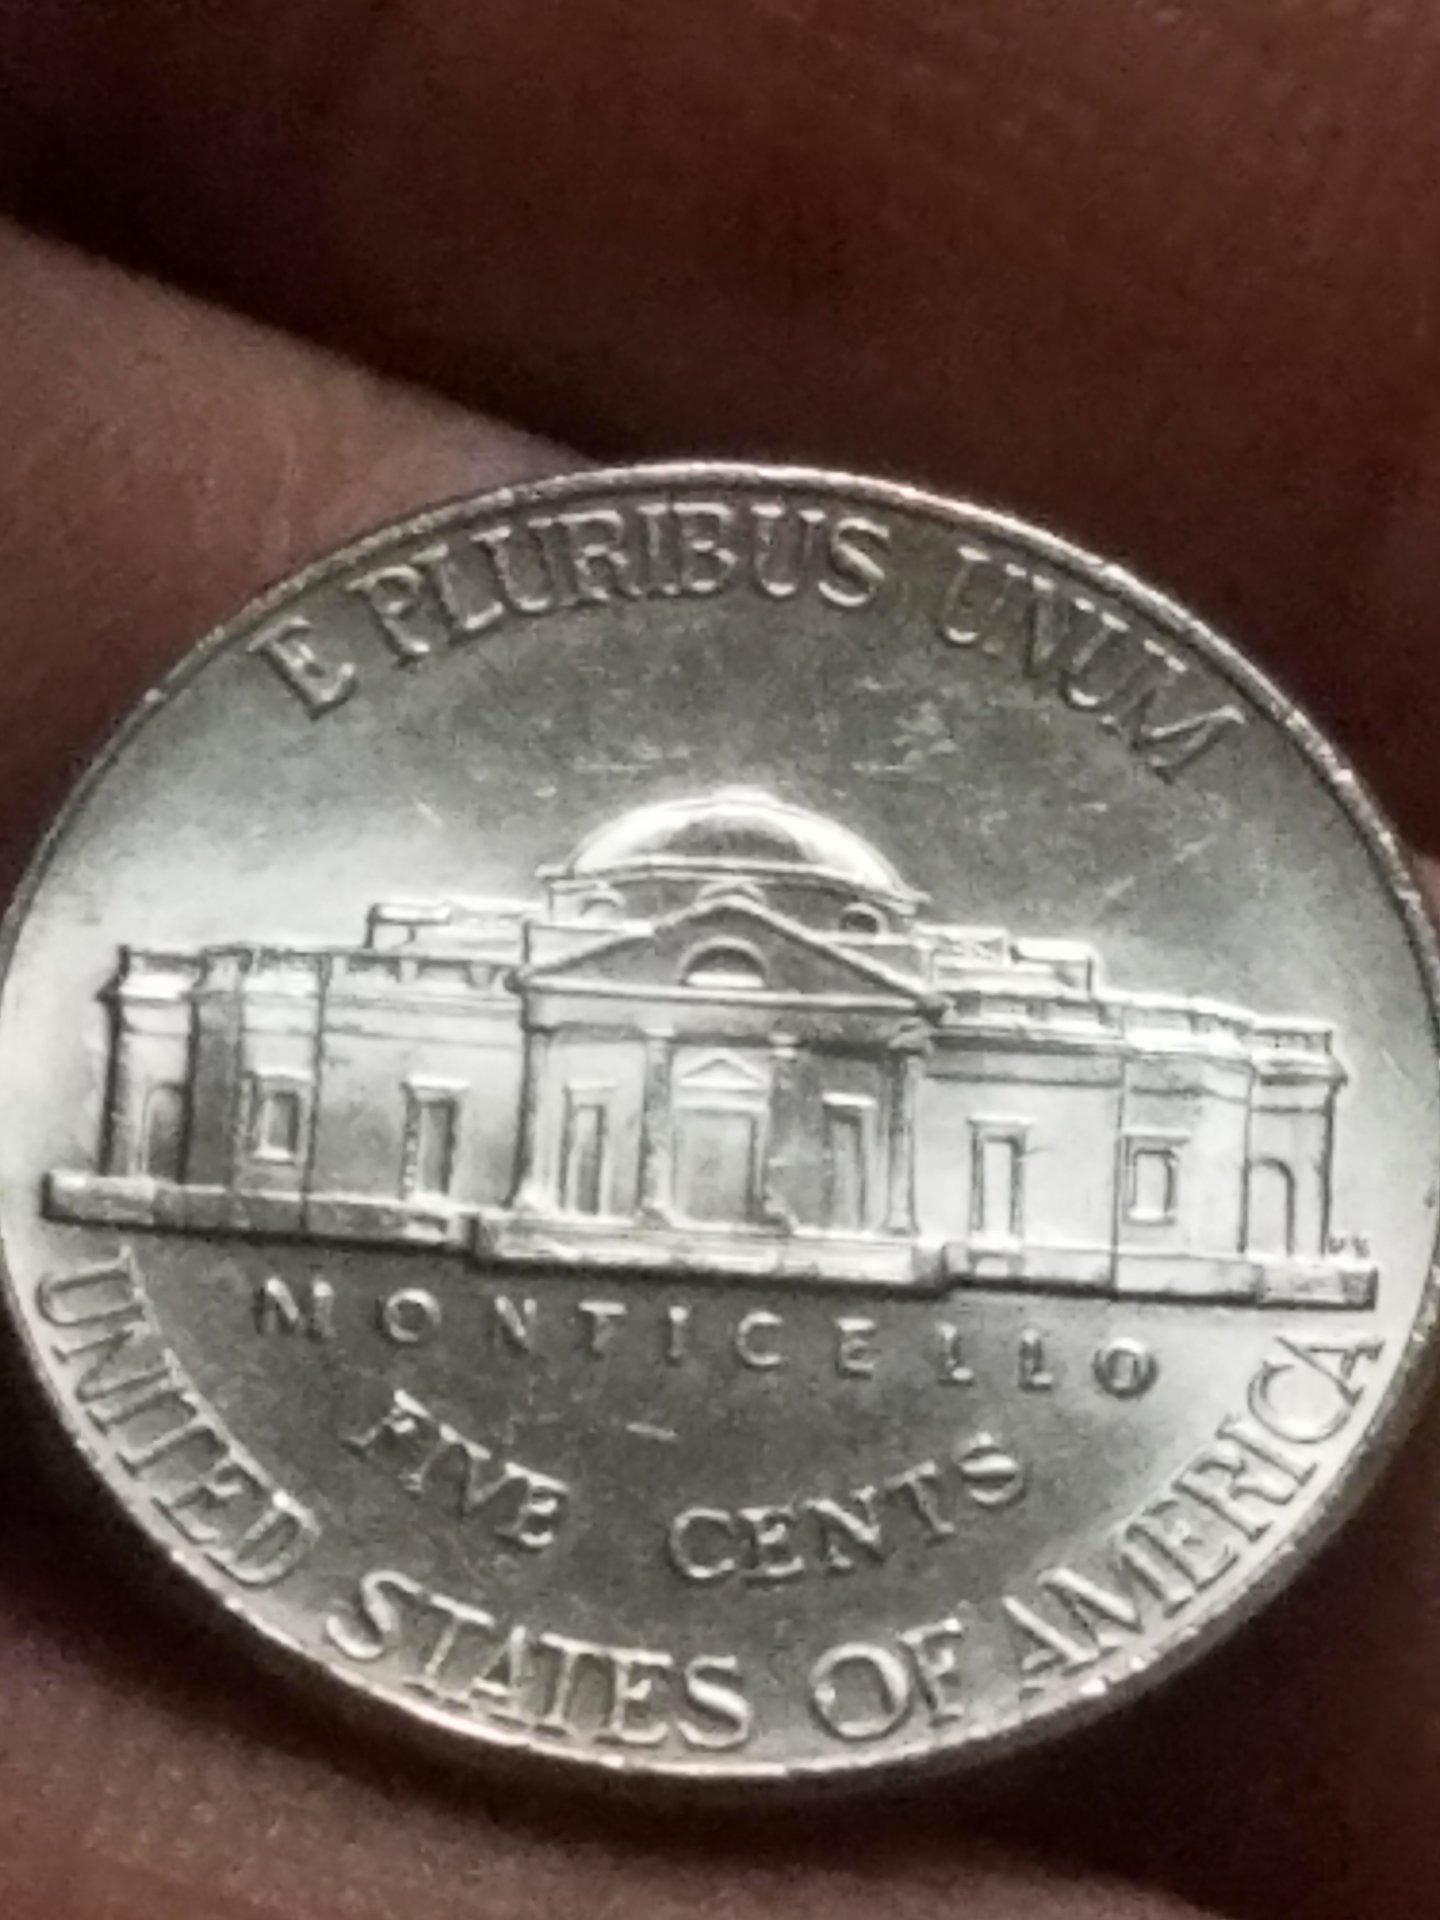 E PLURIBUS UNUM
MONTICELLO
FIVE CENTS
UNITED STATES OF AMERICA